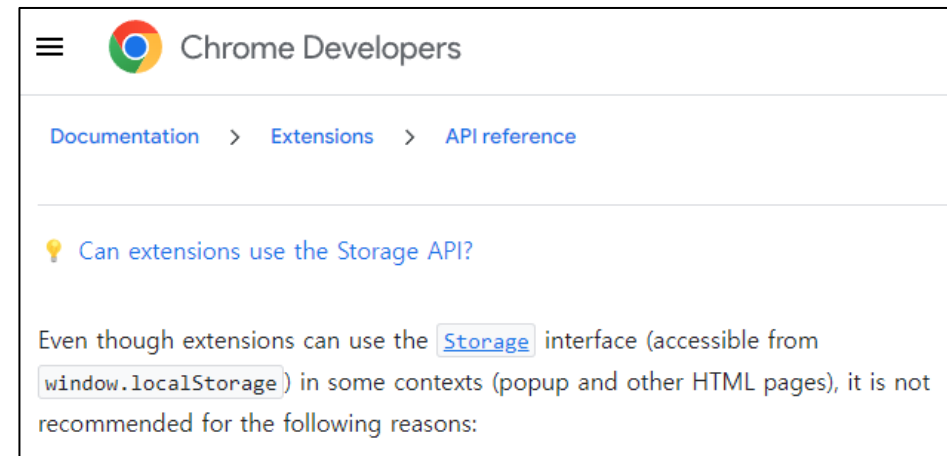 Chrome Developers
Documentation > Extensions > API reference
Can extensions use the Storage API?
Even though extensions can use the Storage interface (accessible from
window.localStorage) in some contexts (popup and other HTML pages), it is not
recommended for the following reasons: